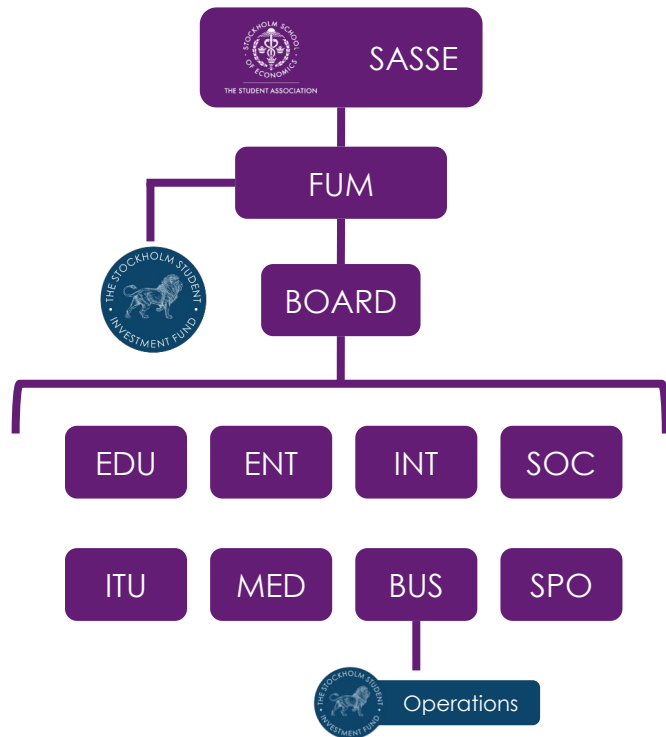 STOCKHOLM SCHOOL
OF ECONOMICS
THE STUDENT ASSOCIATION
SASSE
FUM
THE STOCKHOLM STUDENT
INVESTMENT FUND
BOARD
EDU
ENT
INT
SOC
ITU
MED
BUS
SPO
THE STOCKHOLM STUDENT
INVESTMENT FUND
Operations